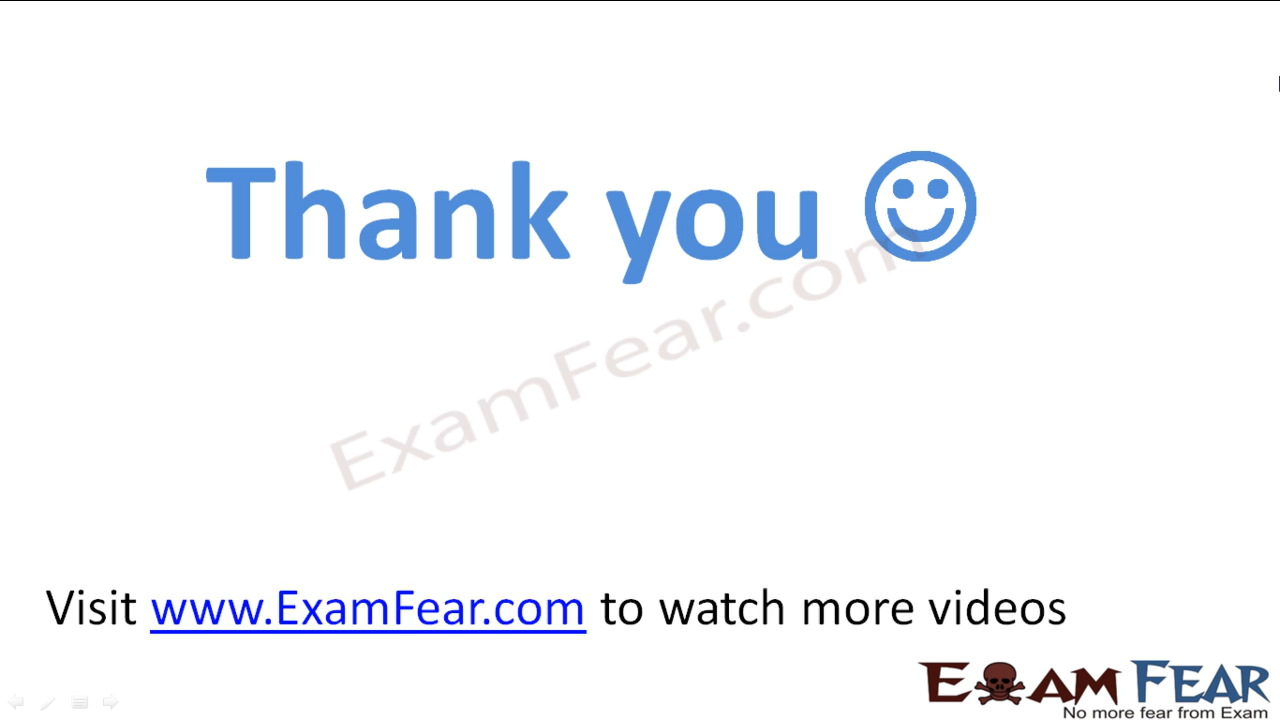 Thank you ☺
ExamFear.com
Visit www.ExamFear.com to watch more videos
EXAM FEAR
No more fear from Exam